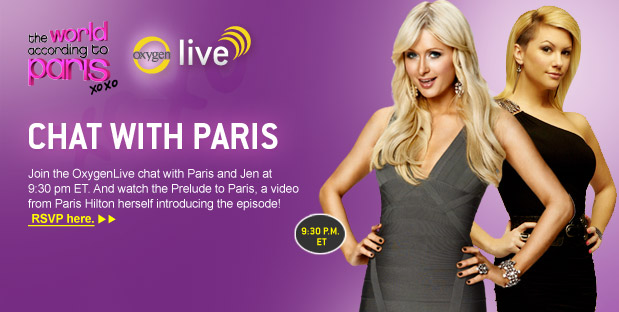 the world
according to
paris
xoxo
oxygen live
CHAT WITH PARIS
Join the OxygenLive chat with Paris and Jen at
9:30 pm ET. And watch the Prelude to Paris, a video
from Paris Hilton herself introducing the episode!
RSVP here.
9:30 P.M.
ET